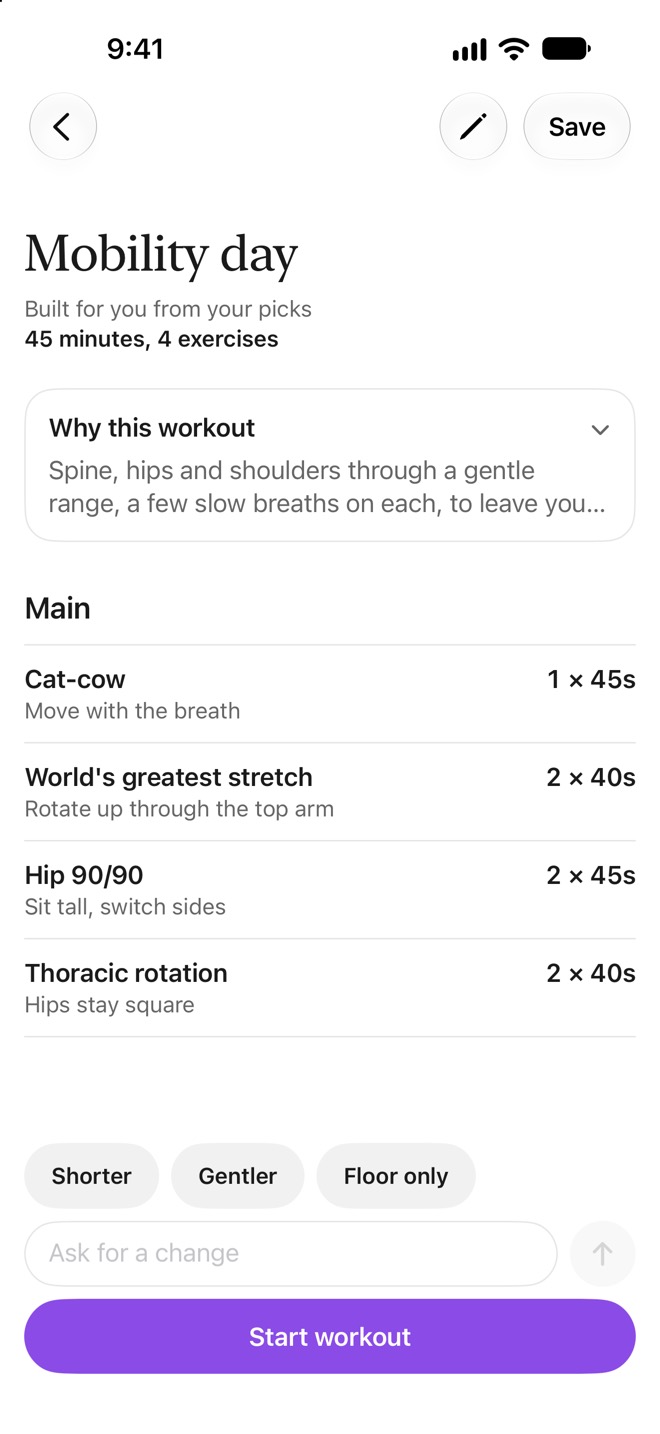 9:41
Save
Mobility day
Built for you from your picks
45 minutes, 4 exercises
Why this workout
Spine, hips and shoulders through a gentle
range, a few slow breaths on each, to leave you...
Main
Cat-cow 1 × 45s
Move with the breath
World's greatest stretch 2 × 40s
Rotate up through the top arm
Hip 90/90 2 × 45s
Sit tall, switch sides
Thoracic rotation 2 × 40s
Hips stay square
Shorter Gentler Floor only
Ask for a change
Start workout